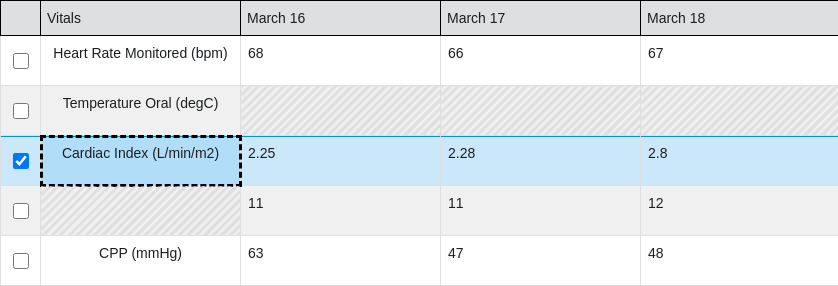 Vitals March 16 March 17 March 18
Heart Rate Monitored (bpm) 68 66 67
Temperature Oral (degC)
Cardiac Index (L/min/m2) 2.25 2.28 2.8
11 11 12
CPP (mmHg) 63 47 48